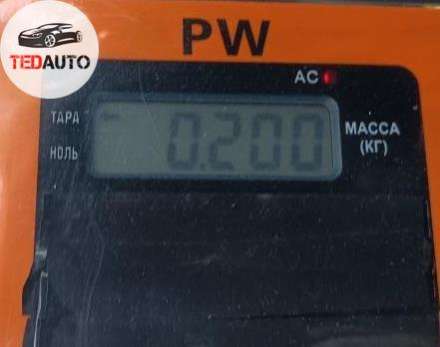 TEDAUTO
PW
AC
ТАРА
НОЛЬ
0.200
МАССА
(КГ)